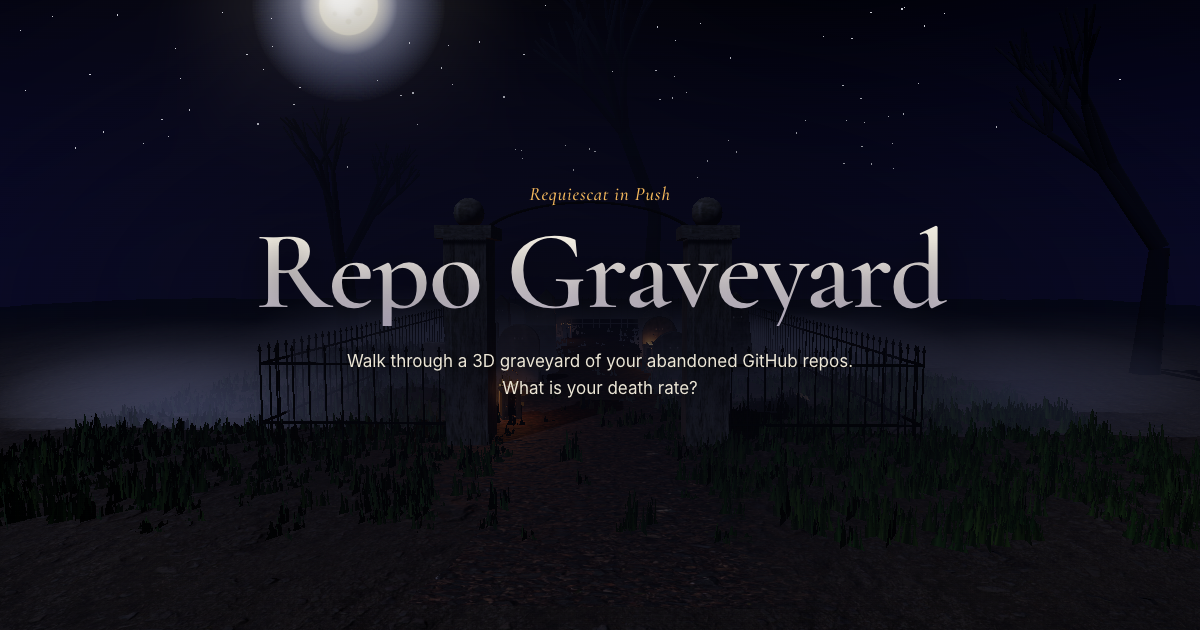 Requiescat in Push
Repo Graveyard
Walk through a 3D graveyard of your abandoned GitHub repos.
What is your death rate?